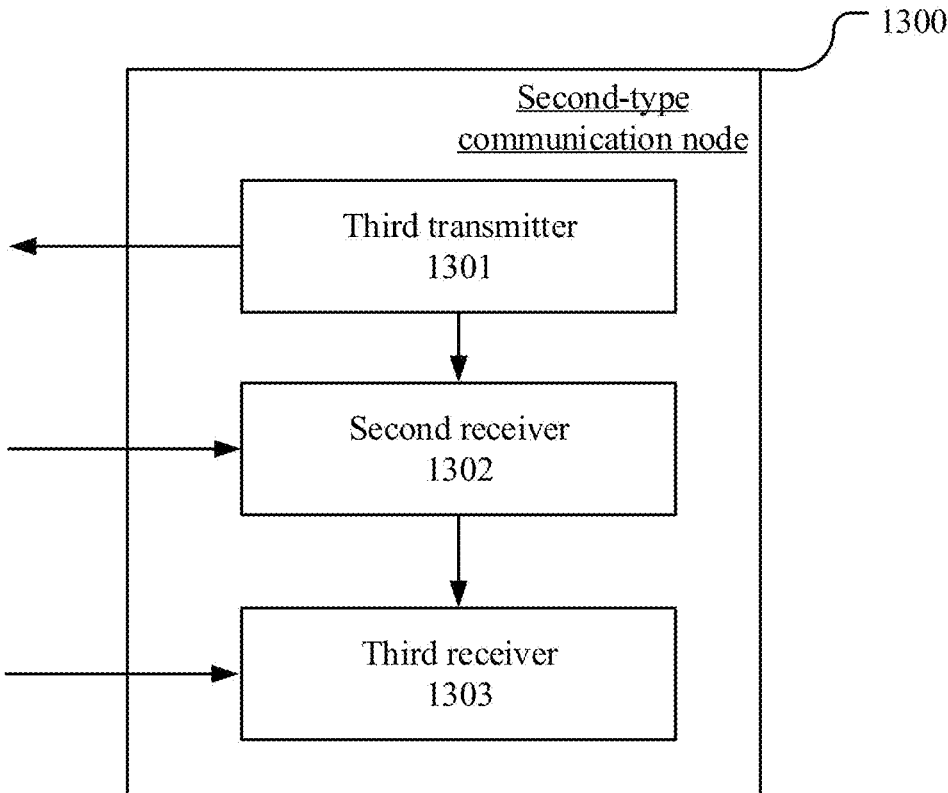 1300
Second-type
communication node
Third transmitter
1301
Second receiver
1302
Third receiver
1303